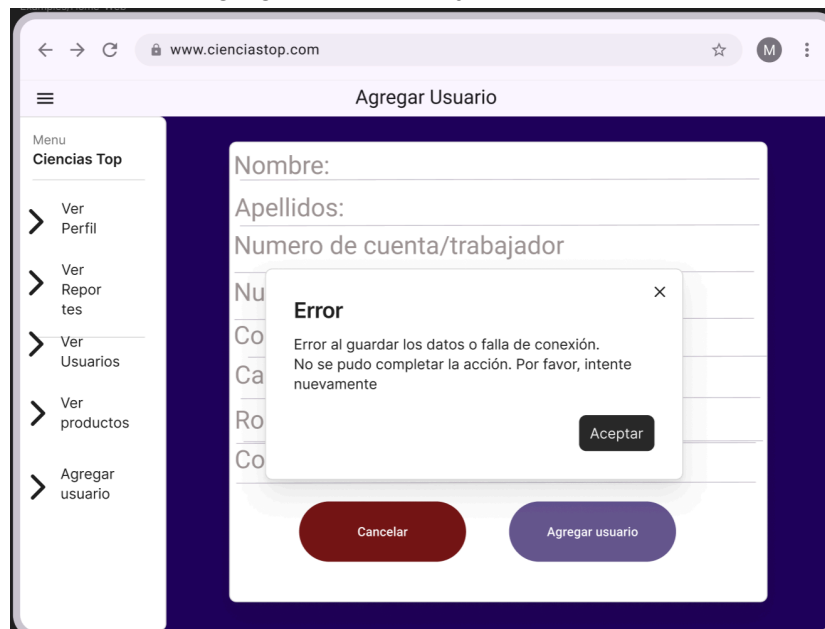 www.cienciastop.com
M
Agregar Usuario
Menu
Ciencias Top
Ver
Perfil
Ver
Repor
tes
Ver
Usuarios
Ver
productos
Agregar
usuario
Nombre:
Apellidos:
Numero de cuenta/trabajador
Nu
Co
Ca
Ro
Co
Error
Error al guardar los datos o falla de conexión.
No se pudo completar la acción. Por favor, intente
nuevamente
Aceptar
Cancelar
Agregar usuario